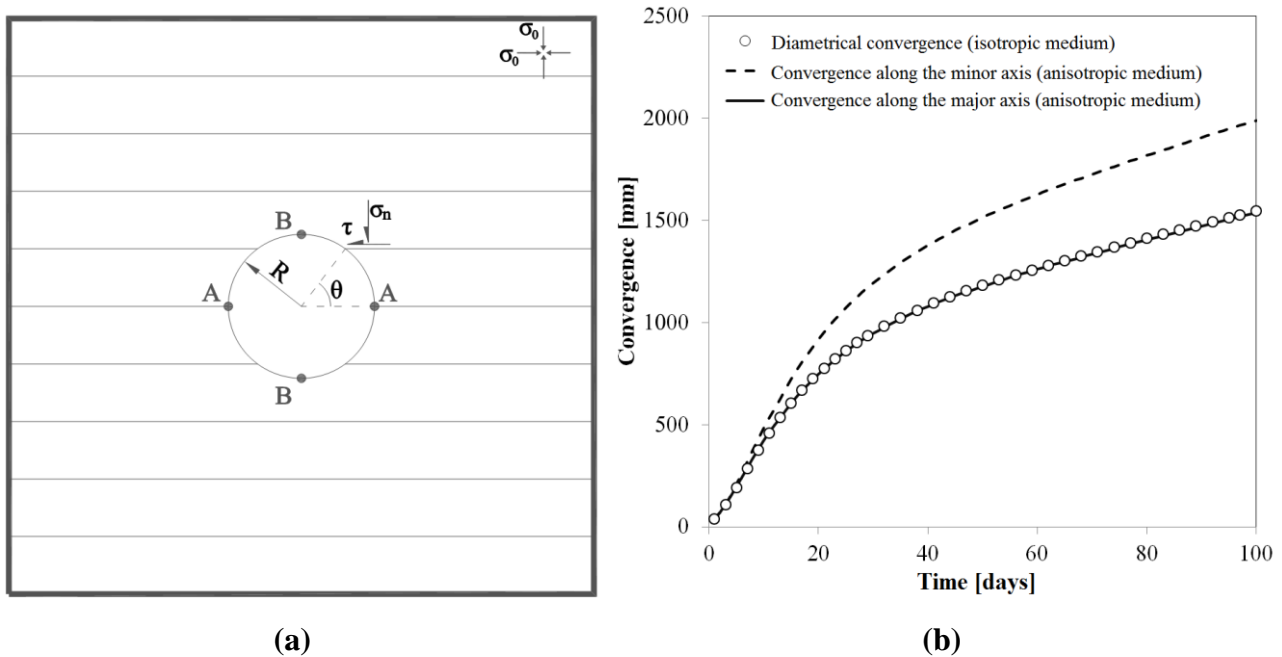 σ₀
σ₀
B
τ
σₙ
R
θ
A
A
B
(a)
2500
2000
1500
1000
500
0
Convergence [mm]
Diametrical convergence (isotropic medium)
Convergence along the minor axis (anisotropic medium)
Convergence along the major axis (anisotropic medium)
0
20
40
60
80
100
Time [days]
(b)